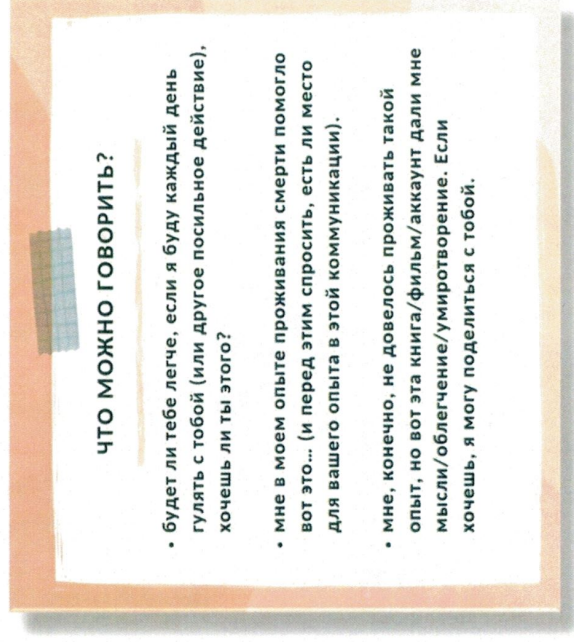 ЧТО МОЖНО ГОВОРИТЬ?
• будет ли тебе легче, если я буду каждый день
гулять с тобой (или другое посильное действие),
хочешь ли ты этого?
• мне в моем опыте проживания смерти помогло
вот это... (и перед этим спросить, есть ли место
для вашего опыта в этой коммуникации).
• мне, конечно, не довелось проживать такой
опыт, но вот эта книга/фильм/аккаунт дали мне
мысли/облегчение/умиротворение. Если
хочешь, я могу поделиться с тобой.